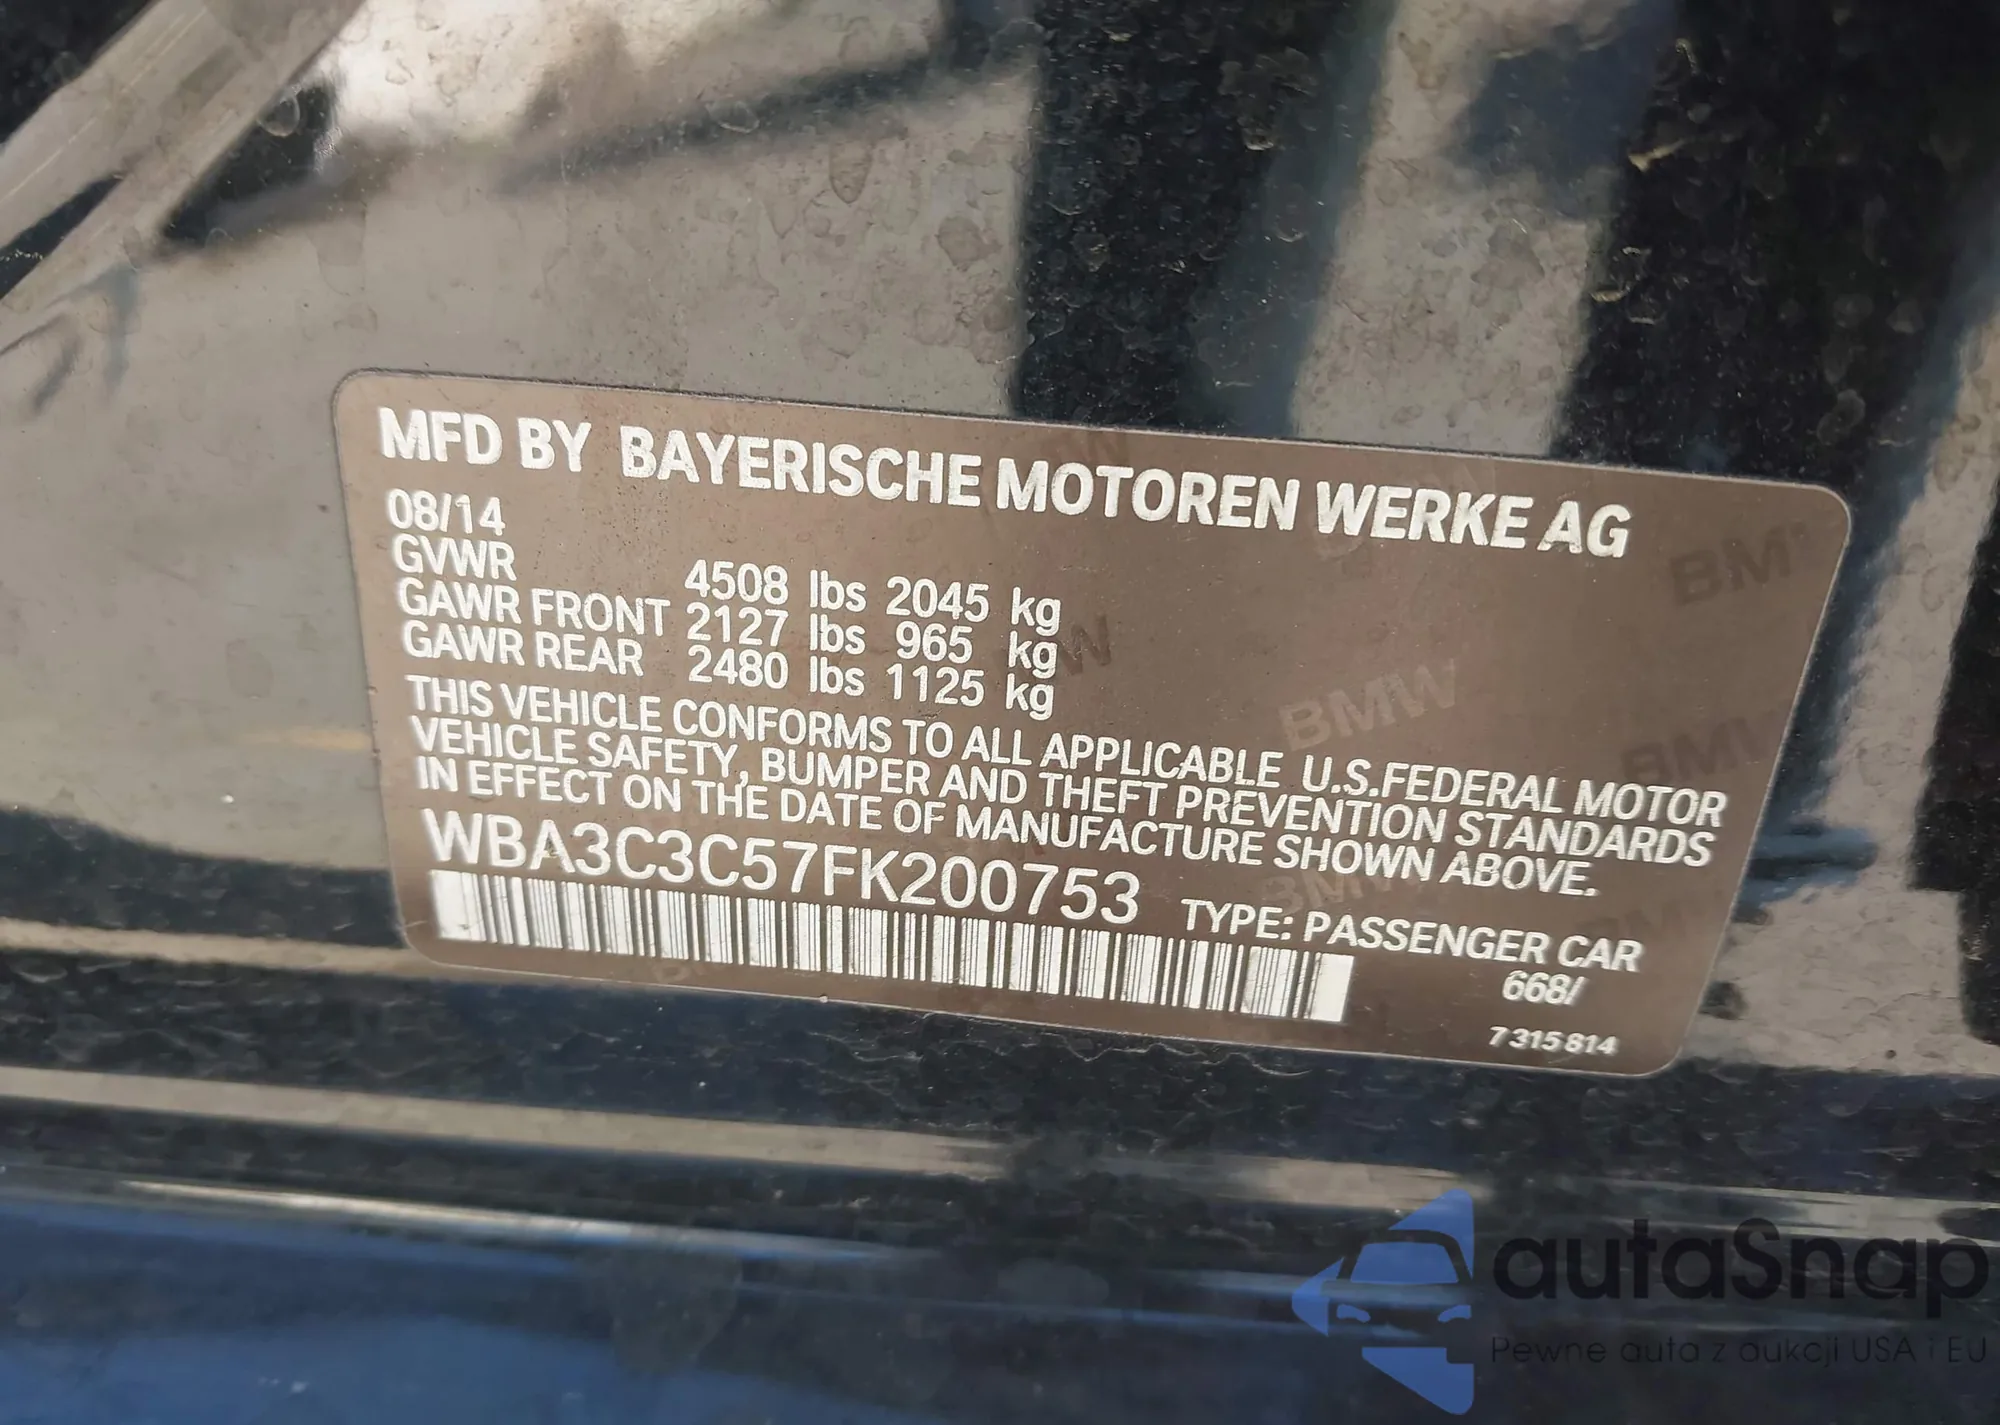 MFD BY BAYERISCHE MOTOREN WERKE AG
08/14
GVWR 4508 lbs 2045 kg
GAWR FRONT 2127 lbs 965 kg
GAWR REAR 2480 lbs 1125 kg
THIS VEHICLE CONFORMS TO ALL APPLICABLE U.S.FEDERAL MOTOR
VEHICLE SAFETY, BUMPER AND THEFT PREVENTION STANDARDS
IN EFFECT ON THE DATE OF MANUFACTURE SHOWN ABOVE.
WBA3C3C57FK200753
TYPE: PASSENGER CAR
668/
7 315 814
autaSnap
Pewne auta z aukcji USA i EU